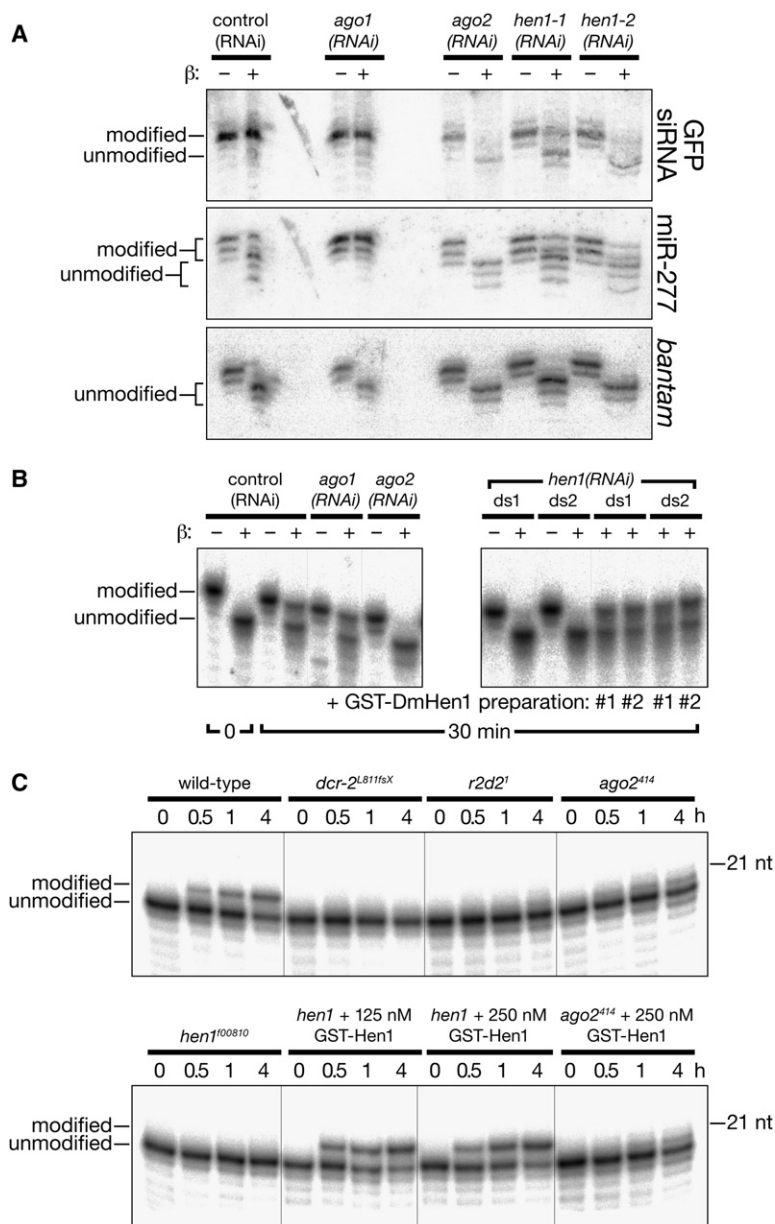 A
control (RNAi) ago1 (RNAi) ago2 (RNAi) hen1-1 (RNAi) hen1-2 (RNAi)
β: – + – + – + – + – +
modified
unmodified
GFP siRNA
modified
unmodified
miR-277
unmodified
bantam
B
control (RNAi) ago1 (RNAi) ago2 (RNAi)
hen1(RNAi)
ds1 ds2 ds1 ds2
β: – + – + – + – + – + – + + + + +
modified
unmodified
+ GST-DmHen1 preparation: #1 #2 #1 #2
0 30 min
C
wild-type dcr-2L811fsX r2d21 ago2414
0 0.5 1 4 0 0.5 1 4 0 0.5 1 4 0 0.5 1 4 h
21 nt
modified
unmodified
hen1f00810 hen1 + 125 nM GST-Hen1 hen1 + 250 nM GST-Hen1 ago2414 + 250 nM GST-Hen1
0 0.5 1 4 0 0.5 1 4 0 0.5 1 4 0 0.5 1 4 h
21 nt
modified
unmodified